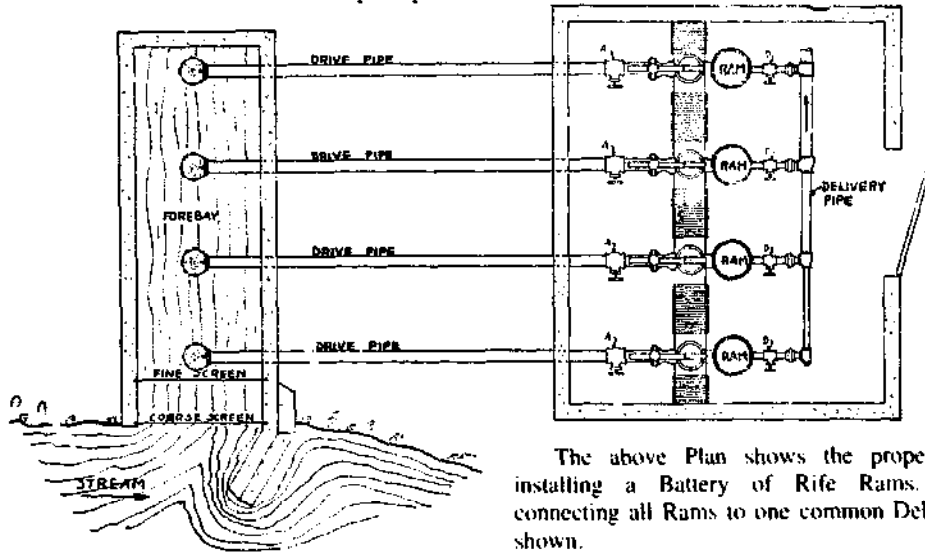 DRIVE PIPE
A
RAM
D
DRIVE PIPE
A
RAM
DELIVERY
PIPE
FOREBAY
DRIVE PIPE
A
RAM
D
DRIVE PIPE
A
RAM
D
FINE SCREEN
COARSE SCREEN
STREAM
The above Plan shows the prope
installing a Battery of Rife Rams.
connecting all Rams to one common Del
shown.